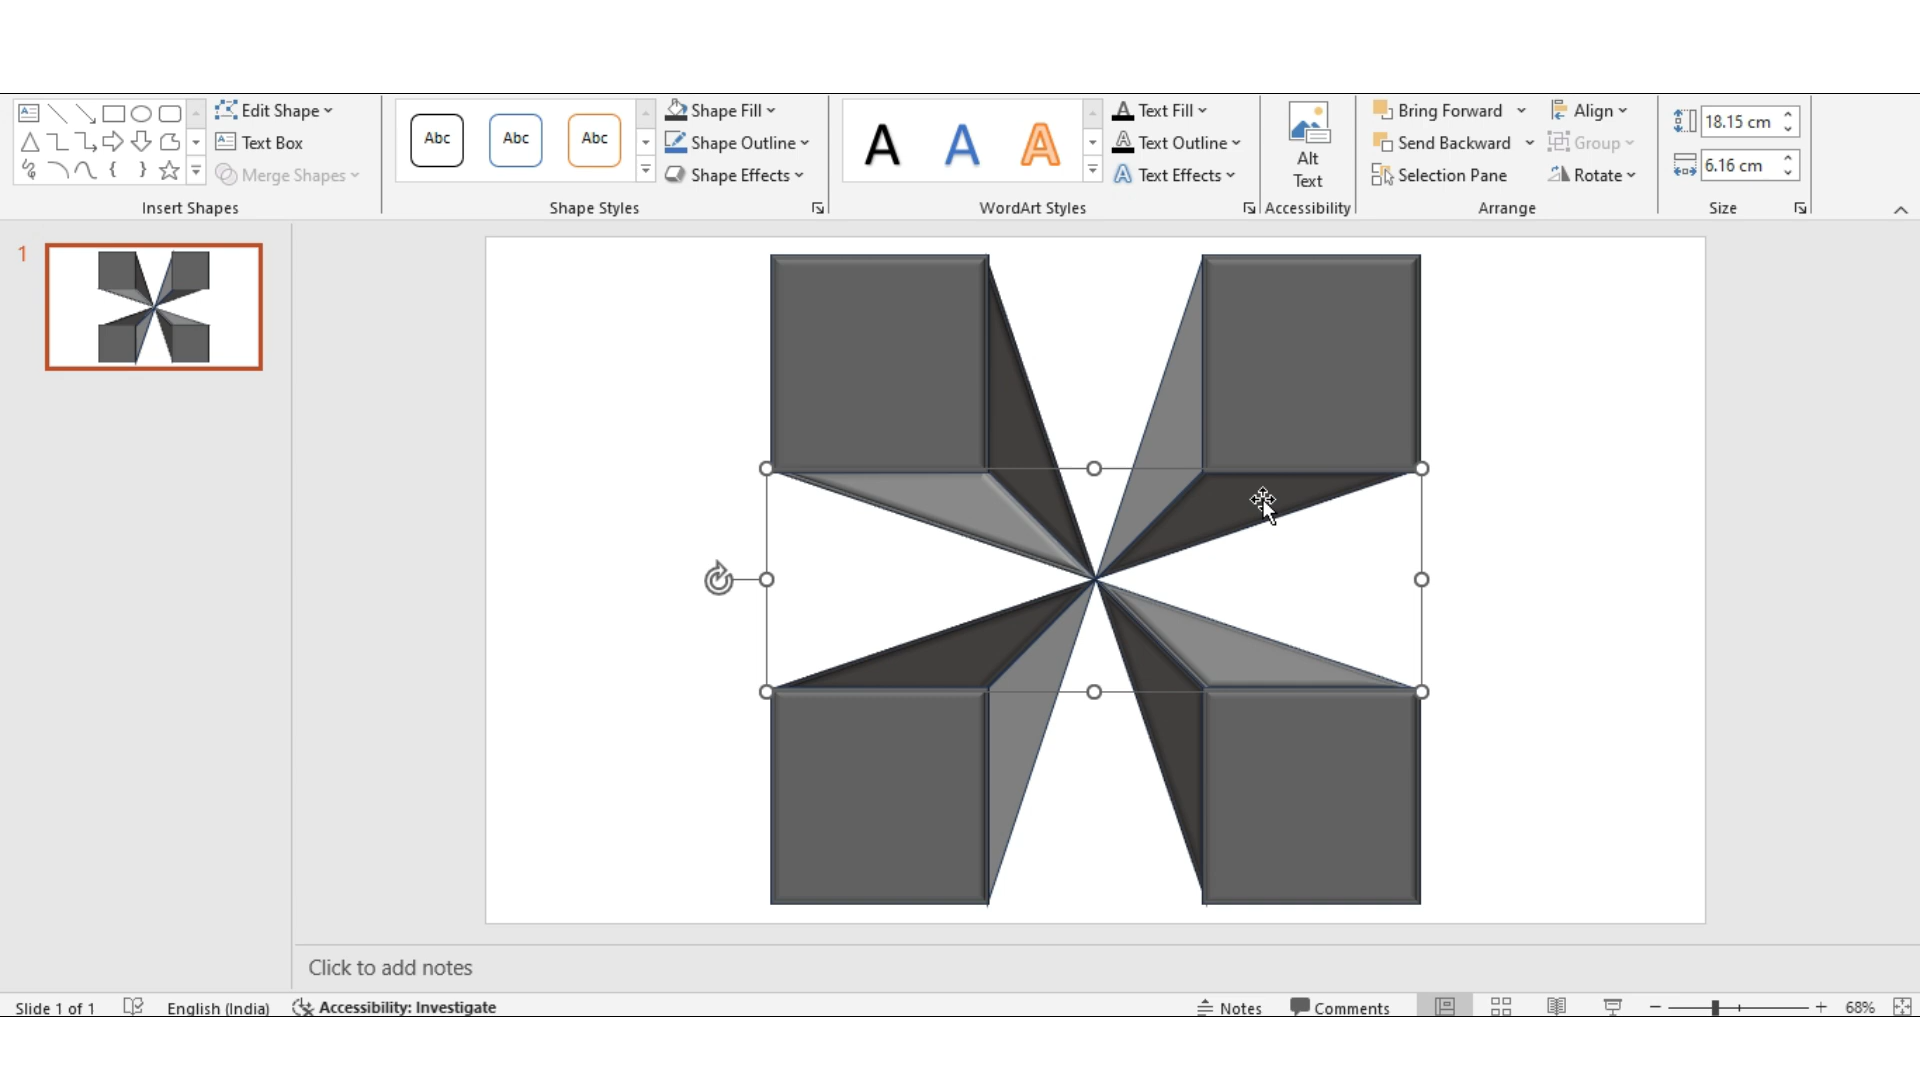 Edit Shape
Text Box
Merge Shapes
Insert Shapes
Abc Abc Abc
Shape Fill
Shape Outline
Shape Effects
Shape Styles
A A A
Text Fill
Text Outline
Text Effects
WordArt Styles
Alt
Text
Accessibility
Bring Forward
Send Backward
Selection Pane
Align
Group
Rotate
Arrange
18.15 cm
6.16 cm
Size
1
Click to add notes
Slide 1 of 1 English (India) Accessibility: Investigate Notes Comments 68%